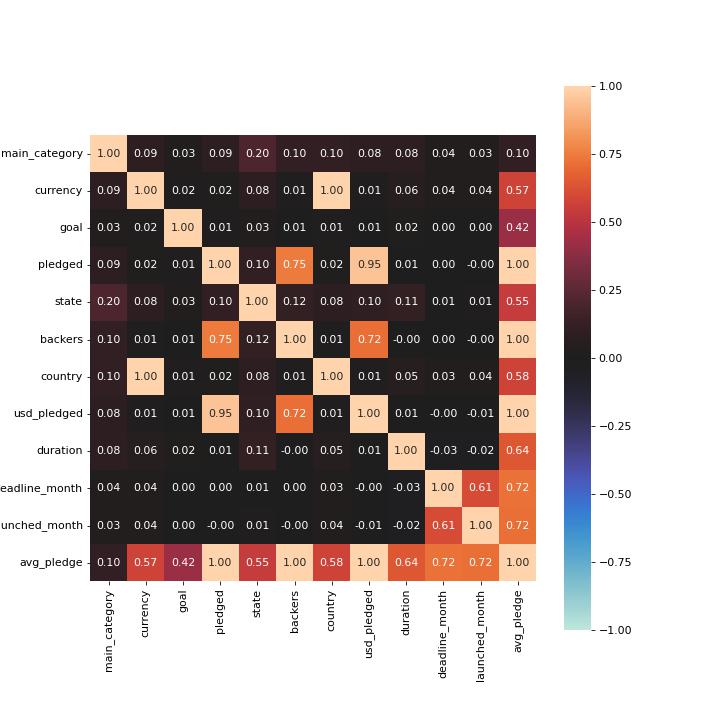 main_category 1.00 0.09 0.03 0.09 0.20 0.10 0.10 0.08 0.08 0.04 0.03 0.10
currency 0.09 1.00 0.02 0.02 0.08 0.01 1.00 0.01 0.06 0.04 0.04 0.57
goal 0.03 0.02 1.00 0.01 0.03 0.01 0.01 0.01 0.02 0.00 0.00 0.42
pledged 0.09 0.02 0.01 1.00 0.10 0.75 0.02 0.95 0.01 0.00 -0.00 1.00
state 0.20 0.08 0.03 0.10 1.00 0.12 0.08 0.10 0.11 0.01 0.01 0.55
backers 0.10 0.01 0.01 0.75 0.12 1.00 0.01 0.72 -0.00 0.00 -0.00 1.00
country 0.10 1.00 0.01 0.02 0.08 0.01 1.00 0.01 0.05 0.03 0.04 0.58
usd_pledged 0.08 0.01 0.01 0.95 0.10 0.72 0.01 1.00 0.01 -0.00 -0.01 1.00
duration 0.08 0.06 0.02 0.01 0.11 -0.00 0.05 0.01 1.00 -0.03 -0.02 0.64
eadline_month 0.04 0.04 0.00 0.00 0.01 0.00 0.03 -0.00 -0.03 1.00 0.61 0.72
unched_month 0.03 0.04 0.00 -0.00 0.01 -0.00 0.04 -0.01 -0.02 0.61 1.00 0.72
avg_pledge 0.10 0.57 0.42 1.00 0.55 1.00 0.58 1.00 0.64 0.72 0.72 1.00
main_category
currency
goal
pledged
state
backers
country
usd_pledged
duration
deadline_month
launched_month
avg_pledge
1.00
0.75
0.50
0.25
0.00
−0.25
−0.50
−0.75
−1.00